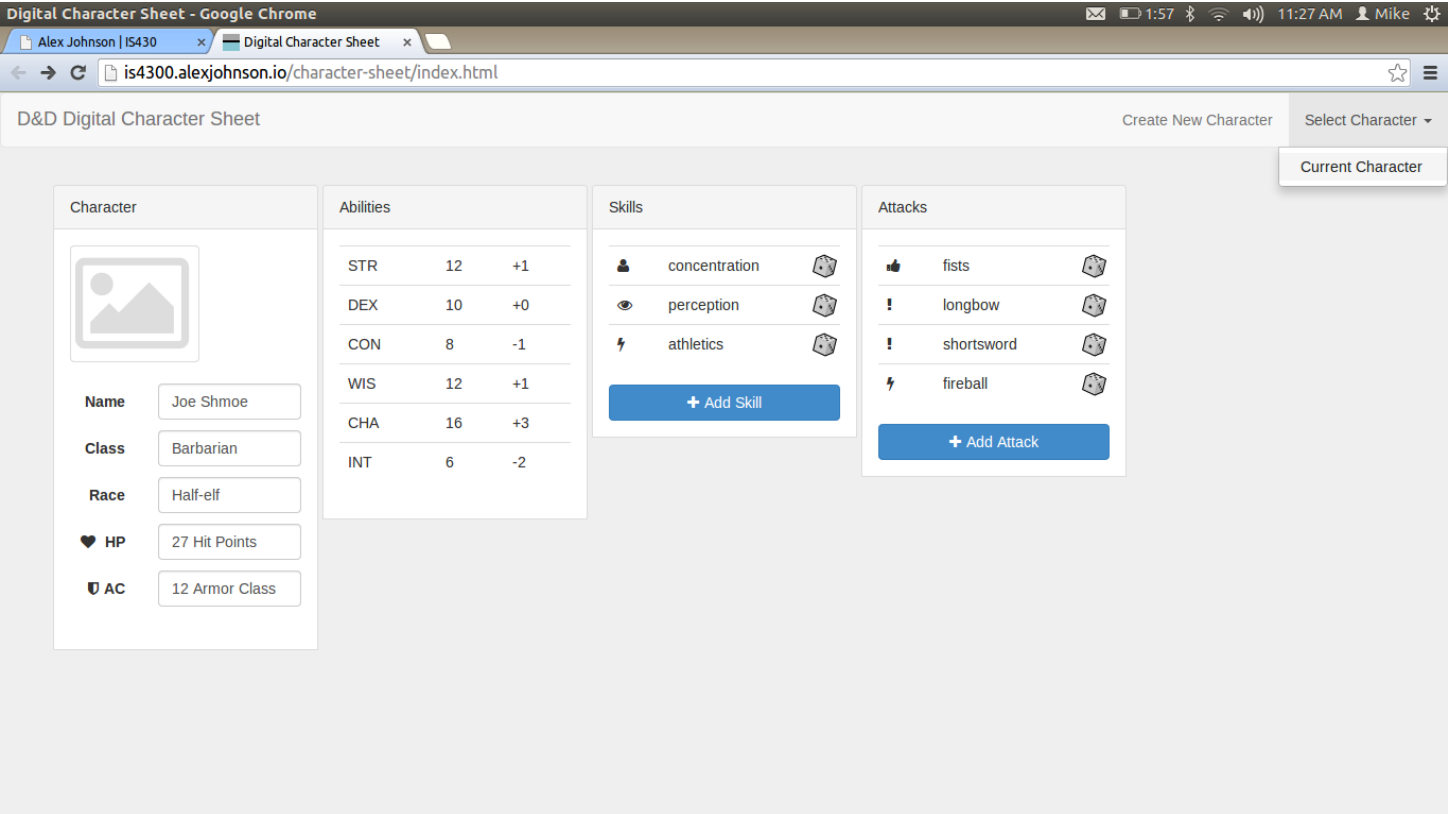 Digital Character Sheet - Google Chrome 1:57 11:27 AM Mike
Alex Johnson | IS430 Digital Character Sheet
is4300.alexjohnson.io/character-sheet/index.html
D&D Digital Character Sheet Create New Character Select Character
Current Character
Character
Name Joe Shmoe
Class Barbarian
Race Half-elf
HP 27 Hit Points
AC 12 Armor Class
Abilities
STR 12 +1
DEX 10 +0
CON 8 -1
WIS 12 +1
CHA 16 +3
INT 6 -2
Skills
concentration
perception
athletics
Add Skill
Attacks
fists
longbow
shortsword
fireball
Add Attack